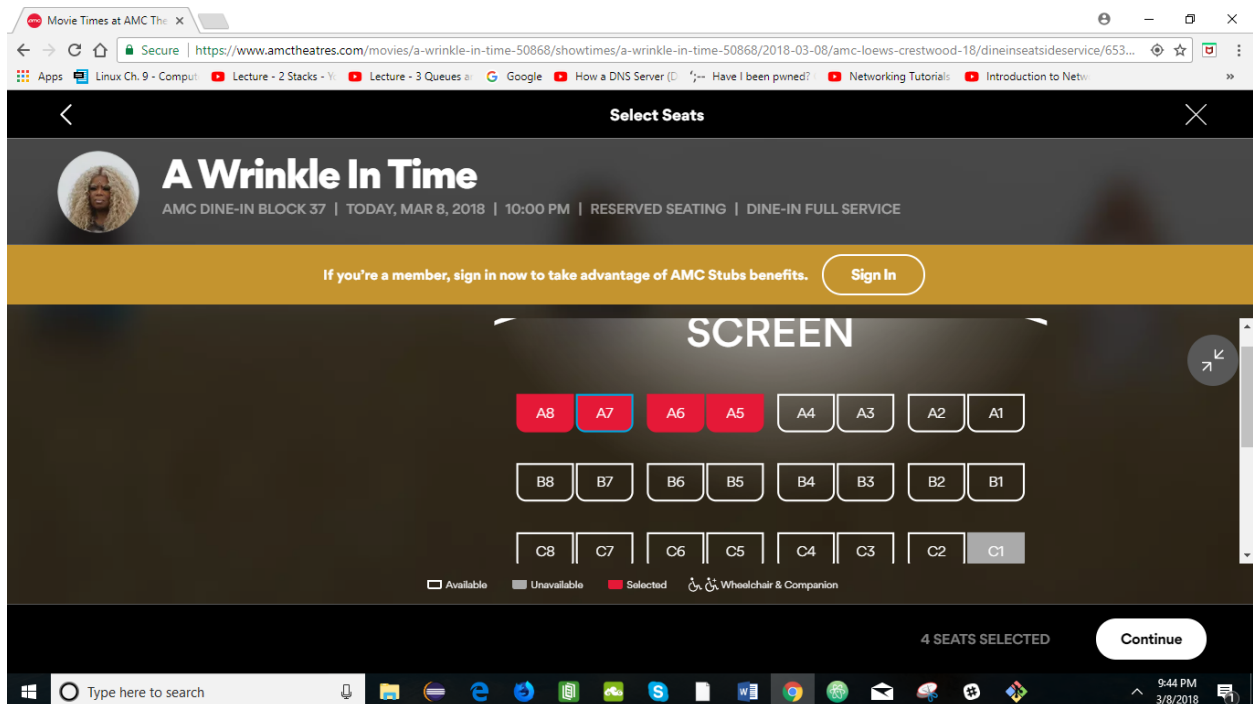 Movie Times at AMC The
Secure | https://www.amctheatres.com/movies/a-wrinkle-in-time-50868/showtimes/a-wrinkle-in-time-50868/2018-03-08/amc-loews-crestwood-18/dineinseatsideservice/653...
Apps Linux Ch. 9 - Comput Lecture - 2 Stacks - Lecture - 3 Queues Google How a DNS Server (D ';-- Have I been pwned? Networking Tutorials Introduction to Netw »
Select Seats
A Wrinkle In Time
AMC DINE-IN BLOCK 37 | TODAY, MAR 8, 2018 | 10:00 PM | RESERVED SEATING | DINE-IN FULL SERVICE
If you're a member, sign in now to take advantage of AMC Stubs benefits. Sign In
SCREEN
A8 A7 A6 A5 A4 A3 A2 A1
B8 B7 B6 B5 B4 B3 B2 B1
C8 C7 C6 C5 C4 C3 C2 C1
Available Unavailable Selected Wheelchair & Companion
4 SEATS SELECTED Continue
Type here to search
9:44 PM
3/8/2018